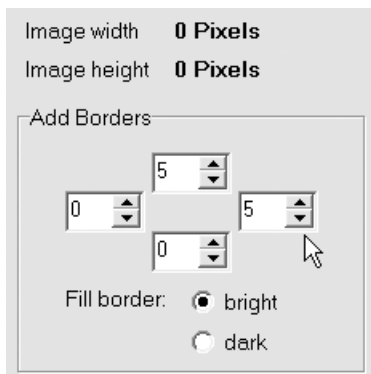 Image width 0 Pixels
Image height 0 Pixels
Add Borders
5
0 5
0
Fill border: bright
dark